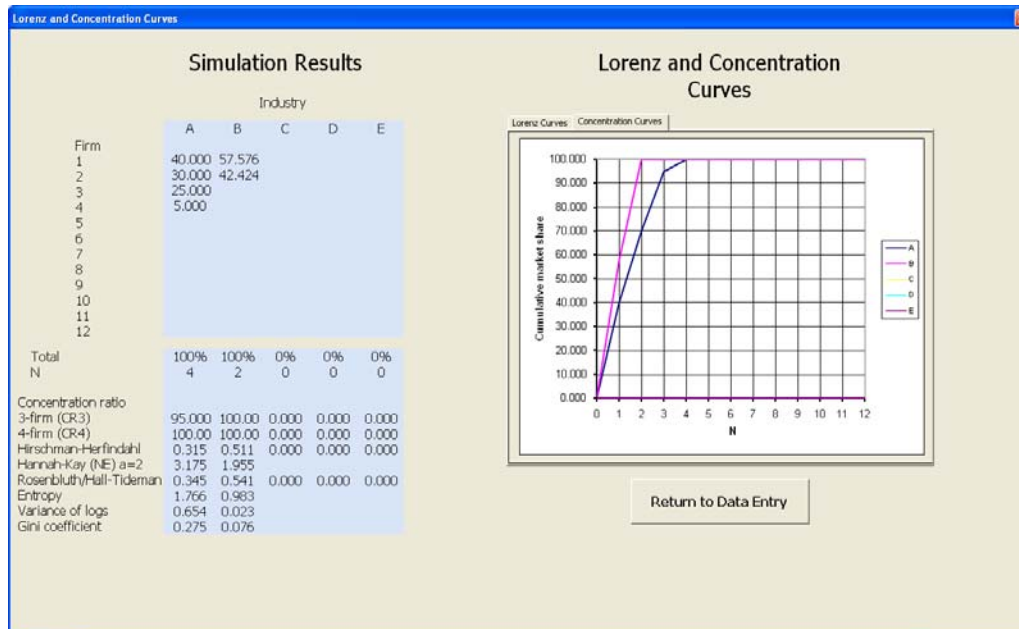 Lorenz and Concentration Curves
Simulation Results
Industry
A B C D E
Firm
1 40.000 57.576
2 30.000 42.424
3 25.000
4 5.000
5
6
7
8
9
10
11
12
Total 100% 100% 0% 0% 0%
N 4 2 0 0 0
Concentration ratio
3-firm (CR3) 95.000 100.00 0.000 0.000 0.000
4-firm (CR4) 100.00 100.00 0.000 0.000 0.000
Hirschman-Herfindahl 0.315 0.511 0.000 0.000 0.000
Hannah-Kay (NE) a=2 3.175 1.955
Rosenbluth/Hall-Tideman 0.345 0.541 0.000 0.000 0.000
Entropy 1.766 0.983
Variance of logs 0.654 0.023
Gini coefficient 0.275 0.076
Lorenz and Concentration
Curves
Lorenz Curves Concentration Curves
Cumulative market share
100.000
90.000
80.000
70.000
60.000
50.000
40.000
30.000
20.000
10.000
0.000
0 1 2 3 4 5 6 7 8 9 10 11 12
N
A
B
C
D
E
Return to Data Entry